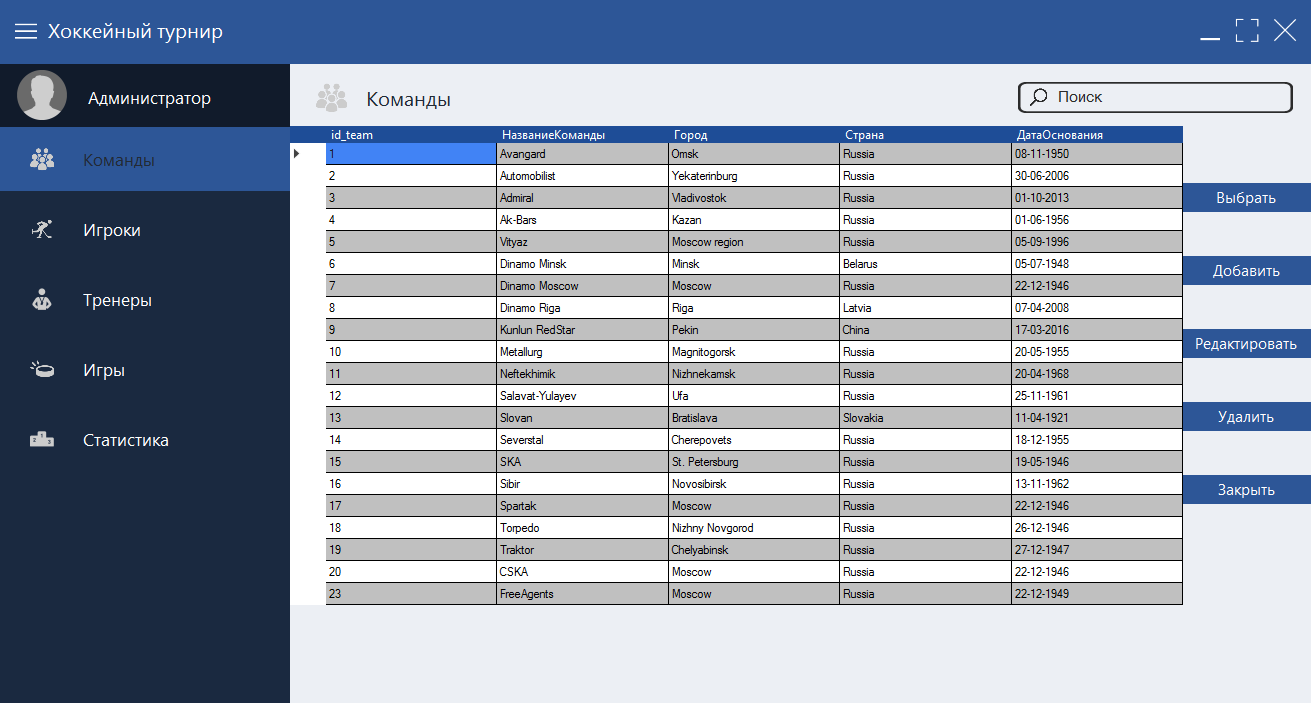 Хоккейный турнир
Администратор
Команды
Игроки
Тренеры
Игры
Статистика
Команды
Поиск
id_team НазваниеКоманды Город Страна ДатаОснования
1 Avangard Omsk Russia 08-11-1950
2 Automobilist Yekaterinburg Russia 30-06-2006
3 Admiral Vladivostok Russia 01-10-2013
4 Ak-Bars Kazan Russia 01-06-1956
5 Vityaz Moscow region Russia 05-09-1996
6 Dinamo Minsk Minsk Belarus 05-07-1948
7 Dinamo Moscow Moscow Russia 22-12-1946
8 Dinamo Riga Riga Latvia 07-04-2008
9 Kunlun RedStar Pekin China 17-03-2016
10 Metallurg Magnitogorsk Russia 20-05-1955
11 Neftekhimik Nizhnekamsk Russia 20-04-1968
12 Salavat-Yulayev Ufa Russia 25-11-1961
13 Slovan Bratislava Slovakia 11-04-1921
14 Severstal Cherepovets Russia 18-12-1955
15 SKA St. Petersburg Russia 19-05-1946
16 Sibir Novosibirsk Russia 13-11-1962
17 Spartak Moscow Russia 22-12-1946
18 Torpedo Nizhny Novgorod Russia 26-12-1946
19 Traktor Chelyabinsk Russia 27-12-1947
20 CSKA Moscow Russia 22-12-1946
23 FreeAgents Moscow Russia 22-12-1949
Выбрать
Добавить
Редактировать
Удалить
Закрыть